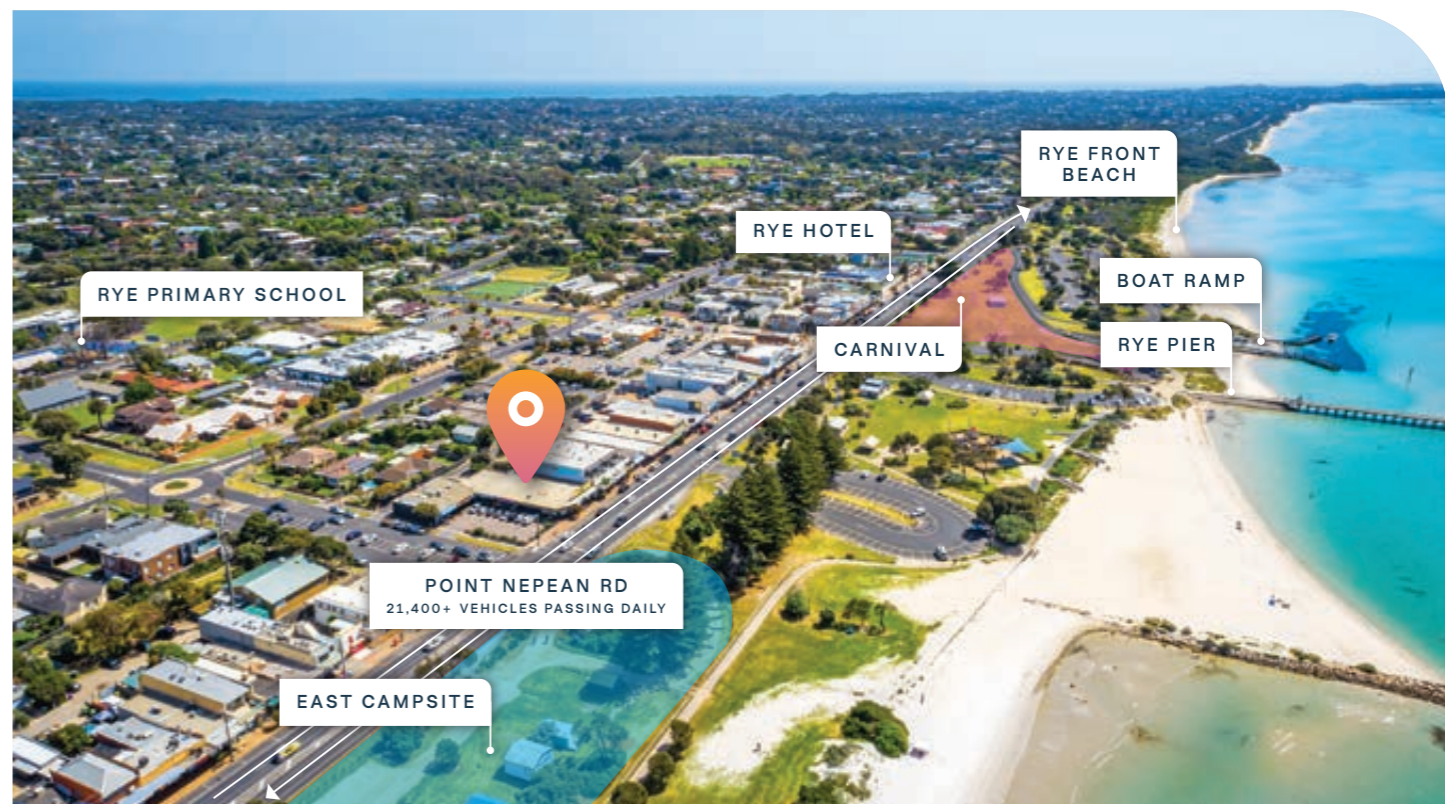 RYE FRONT
BEACH
RYE HOTEL
BOAT RAMP
RYE PRIMARY SCHOOL
RYE PIER
CARNIVAL
POINT NEPEAN RD
21,400+ VEHICLES PASSING DAILY
EAST CAMPSITE